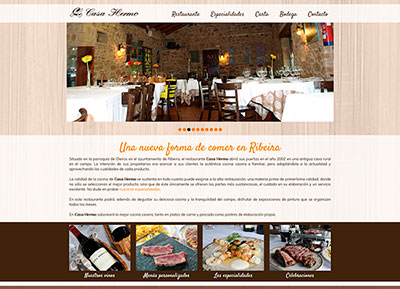 Casa Hermo
Restaurante Especialidades Carta Bodega Contacto
Una nueva forma de comer en Ribeira
Situado en la parroquia de Oleiros en el ayuntamiento de Ribeira, el restaurante Casa Hermo abrió sus puertas en el año 2002 en una antigua casa rural
en el campo. La intención de sus propietarios era acercar a sus clientes la auténtica cocina casera o familiar, pero adaptándola a la actualidad y
aprovechando las cualidades de cada producto.
La calidad de la cocina de Casa Hermo se sustenta en todo cuanto puede exigirse a la alta restauración, una materia prima de primerísima calidad, donde
no sólo se seleccionan el mejor producto, sino que de éste únicamente se ofrecen las partes más sustanciosas, el cuidado en su elaboración y un servicio
excelente. No dude en probar nuestras especialidades.
En este restaurante podrá, además de degustar su deliciosa cocina y la tranquilidad del campo, disfrutar de exposiciones de pintura que se organizan
todos los meses.
En Casa Hermo saboreará la mejor cocina casera, tanto en platos de carne y pescado como postres de elaboración propia.
Nuestros vinos Menús personalizados Las especialidades Celebraciones